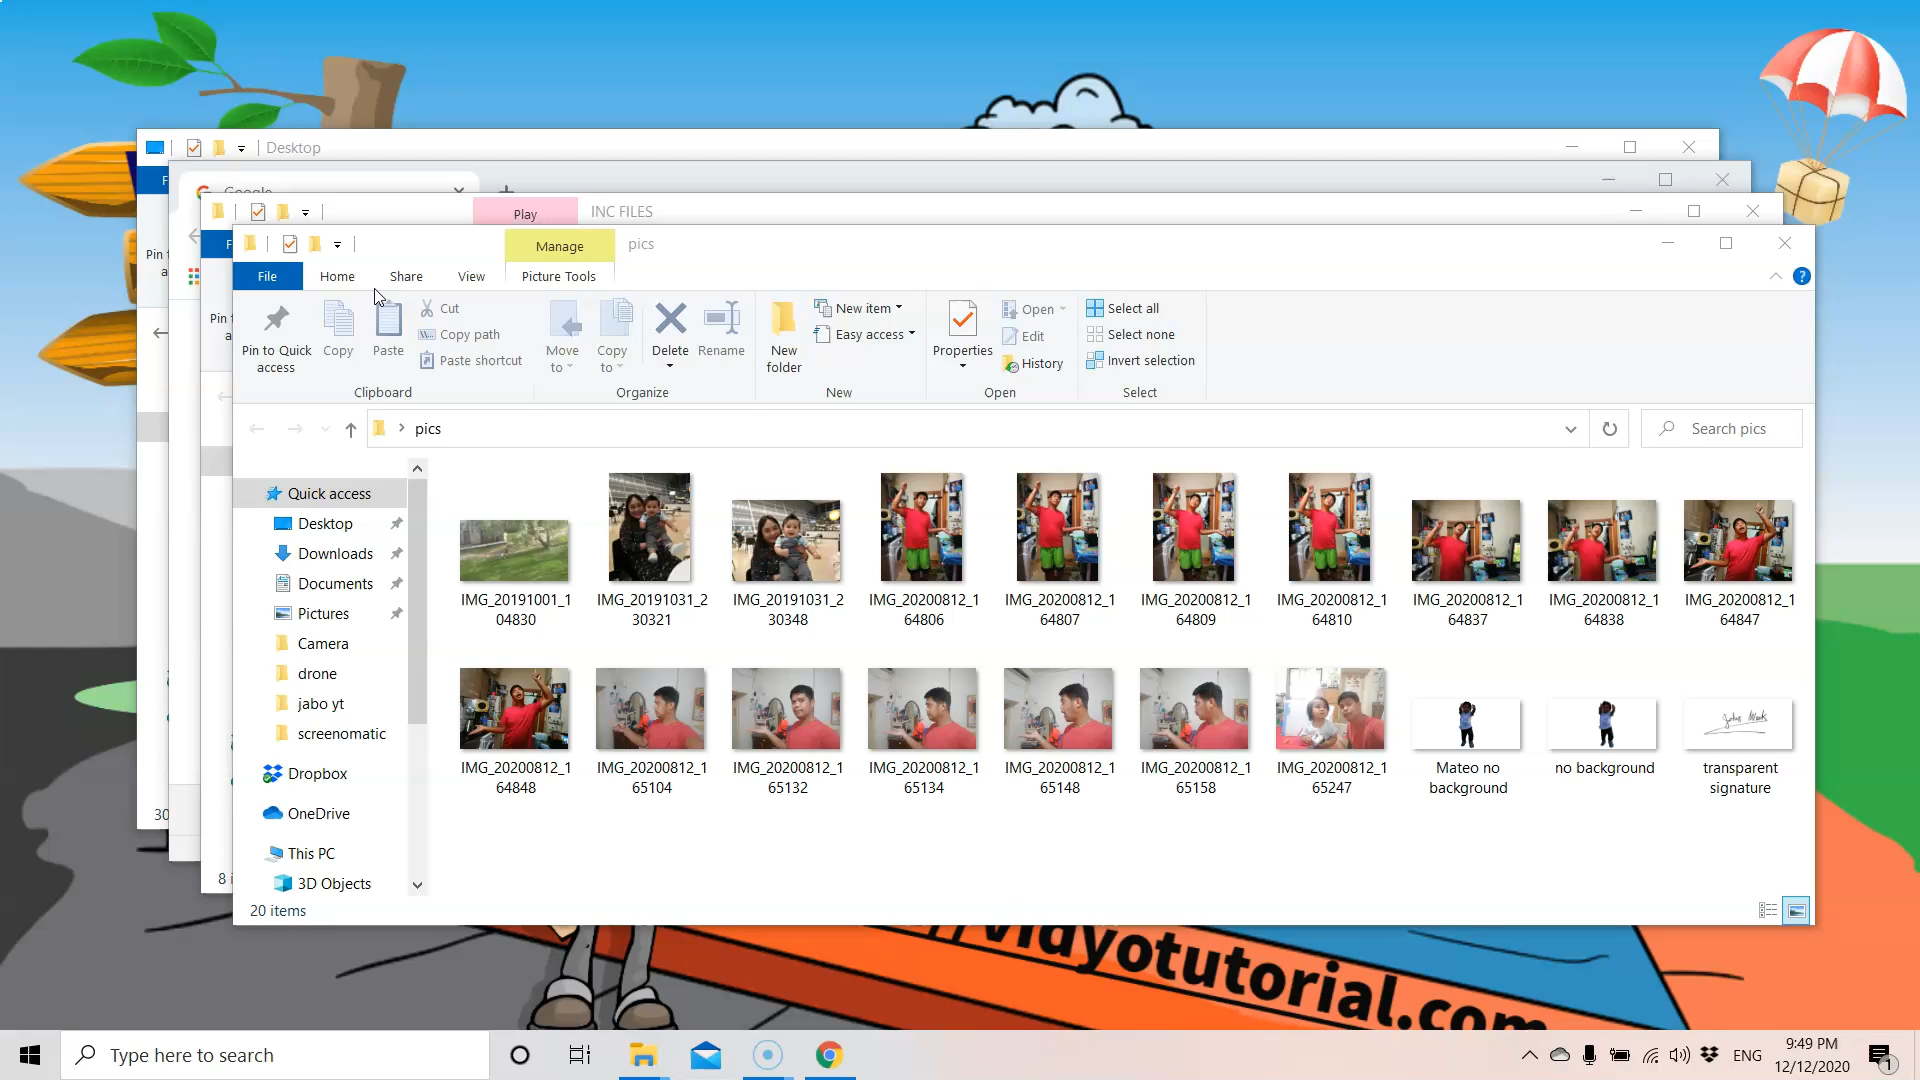 Desktop
Google
Play
INC FILES
Manage
pics
File
Home
Share
View
Picture Tools
Pin to Quick access
Copy
Paste
Cut
Copy path
Paste shortcut
Clipboard
Move to
Copy to
Delete
Rename
Organize
New folder
New item
Easy access
New
Properties
Open
Edit
History
Open
Select all
Select none
Invert selection
Select
pics
Search pics
Quick access
Desktop
Downloads
Documents
Pictures
Camera
drone
jabo yt
screenomatic
Dropbox
OneDrive
This PC
3D Objects
IMG_20191001_1
04830
IMG_20191031_2
30321
IMG_20191031_2
30348
IMG_20200812_1
64806
IMG_20200812_1
64807
IMG_20200812_1
64809
IMG_20200812_1
64810
IMG_20200812_1
64837
IMG_20200812_1
64838
IMG_20200812_1
64847
IMG_20200812_1
64848
IMG_20200812_1
65104
IMG_20200812_1
65132
IMG_20200812_1
65134
IMG_20200812_1
65148
IMG_20200812_1
65158
IMG_20200812_1
65247
Mateo no
background
no background
John Mark
transparent
signature
20 items
vidyotutorial.com
Type here to search
ENG
9:49 PM
12/12/2020
1